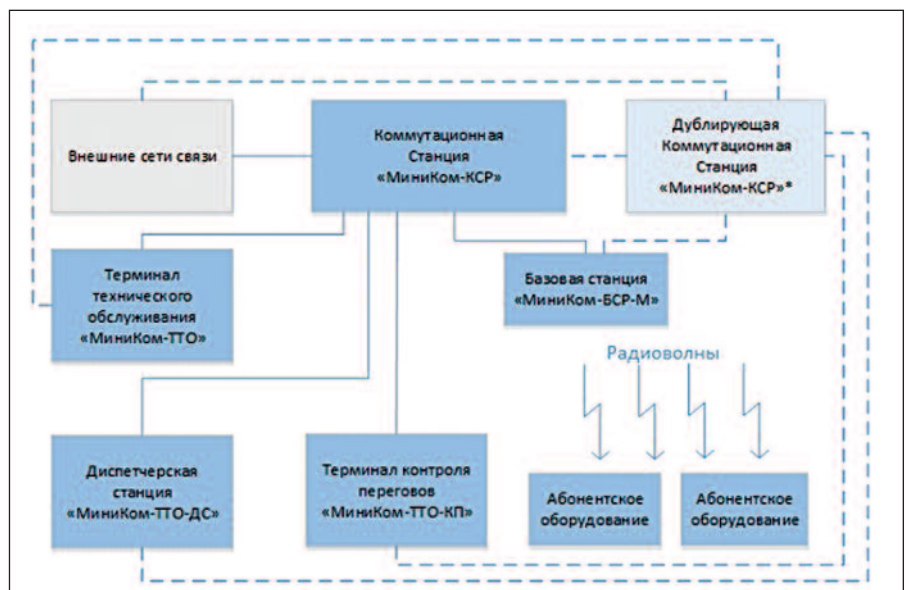 Внешние сети связи
Коммутационная
Станция
«МиниКом-КСР»
Дублирующая
Коммутационная
Станция
«МиниКом-КСР»*
Терминал
технического
обслуживания
«МиниКом-ТТО»
Базовая станция
«МиниКом-БСР-М»
Радиоволны
Диспетчерская
станция
«МиниКом-ТТО-ДС»
Терминал контроля
переговов
«МиниКом-ТТО-КП»
Абонентское
оборудование
Абонентское
оборудование